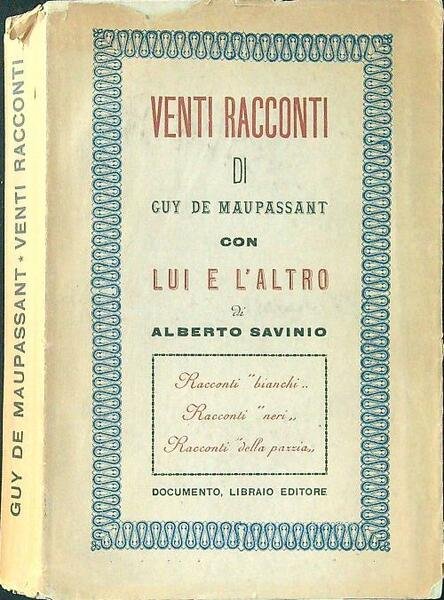 VENTI RACCONTI
DI
GUY DE MAUPASSANT
CON
LUI E L'ALTRO
di
ALBERTO SAVINIO
Racconti "bianchi„
Racconti "neri„
Racconti "della pazzia„
DOCUMENTO, LIBRAIO EDITORE
GUY DE MAUPASSANT * VENTI RACCONTI